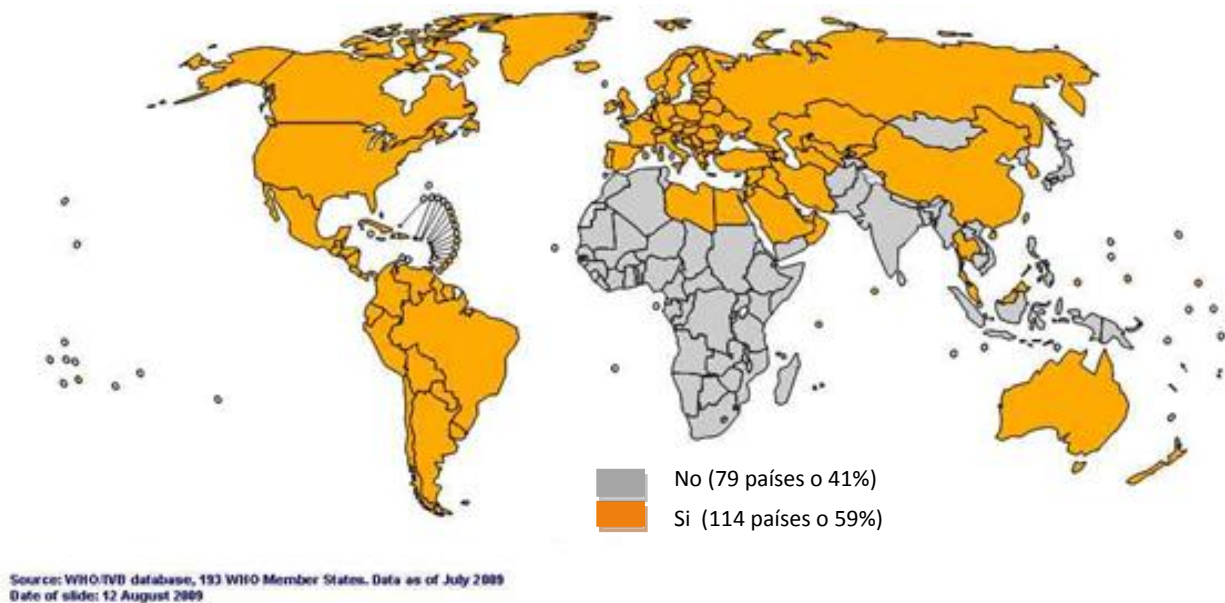 No (79 países o 41%)
Si (114 países o 59%)
Source: WHO/IVB database, 193 WHO Member States. Data as of July 2009
Date of slide: 12 August 2009